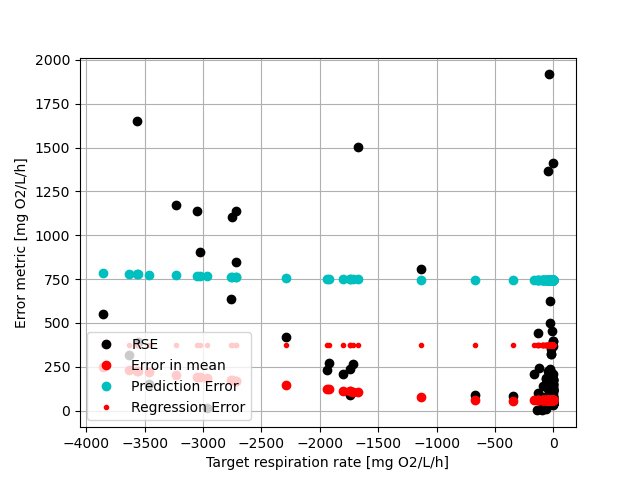 2000
1750
1500
1250
1000
750
500
250
0
Error metric [mg O2/L/h]
RSE
Error in mean
Prediction Error
Regression Error
−4000 −3500 −3000 −2500 −2000 −1500 −1000 −500 0
Target respiration rate [mg O2/L/h]